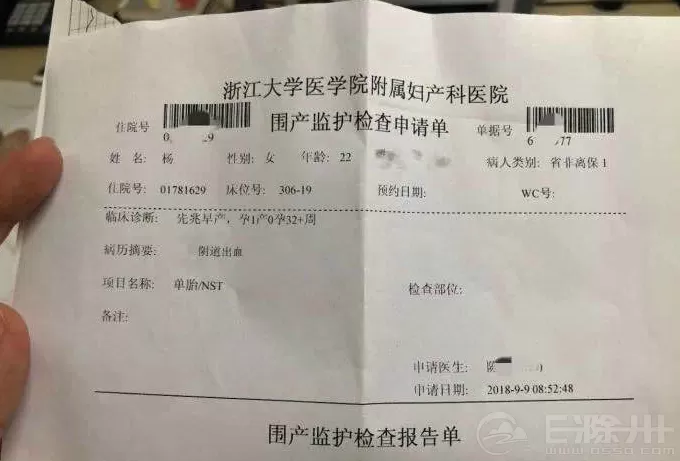 浙江大学医学院附属妇产科医院
围产监护检查申请单
住院号 0 9 单据号 6 77
姓名: 杨 性别: 女 年龄: 22 病人类别: 省非离保1
住院号: 01781629 床位号: 306-19 预约日期: WC号:
临床诊断: 先兆早产, 孕1产0孕32+周
病历摘要: 阴道出血
项目名称: 单胎/NST 检查部位:
备注:
申请医生:
申请日期: 2018-9-9 08:52:48
围产监护检查报告单
E滁州